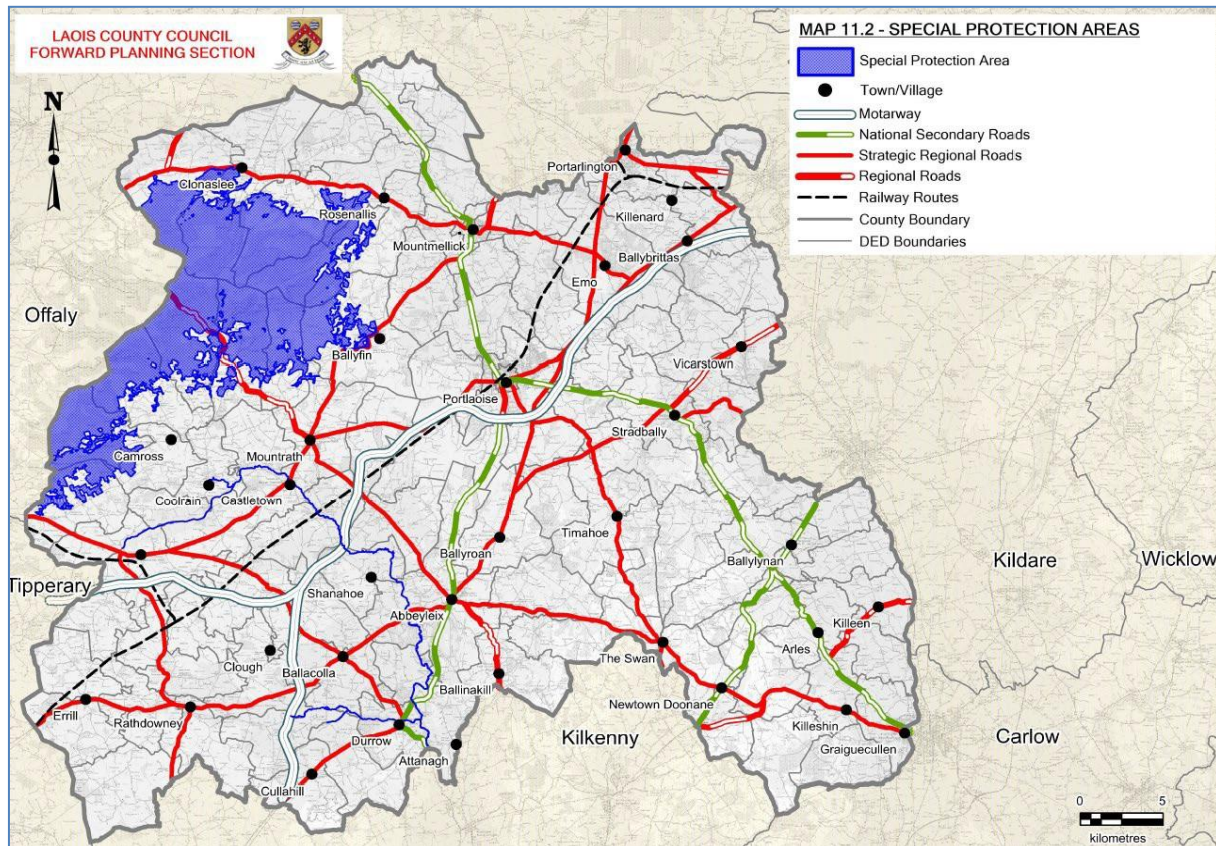 LAOIS COUNTY COUNCIL
FORWARD PLANNING SECTION
MAP 11.2 - SPECIAL PROTECTION AREAS
Special Protection Area
Town/Village
Motarway
National Secondary Roads
Strategic Regional Roads
Regional Roads
Railway Routes
County Boundary
DED Boundaries
N
Portarlington
Clonaslee
Rosenallis
Killenard
Mountmellick
Ballybrittas
Emo
Offaly
Ballyfin
Vicarstown
Portlaoise
Stradbally
Camross
Mountrath
Coolrain
Castletown
Timahoe
Ballyroan
Ballylynan
Kildare
Wicklow
Tipperary
Shanahoe
Abbeyleix
Killeen
Arles
Clough
The Swan
Ballacolla
Ballinakill
Newtown Doonane
Errill
Rathdowney
Killeshin
Durrow
Kilkenny
Carlow
Graiguecullen
Attanagh
Cullahill
0 5
kilometres